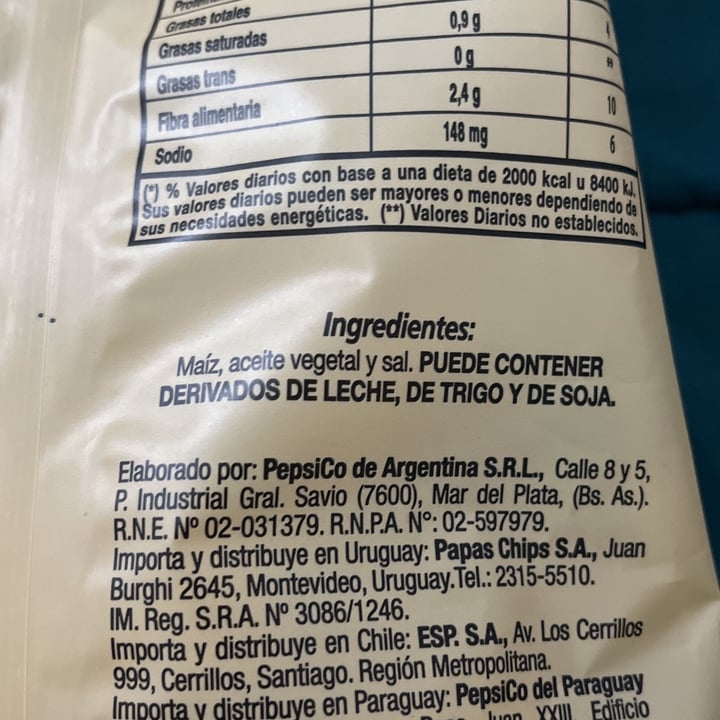 Grasas totales
0,9 g
4
Grasas saturadas
0 g
**
Grasas trans
2,4 g
10
Fibra alimentaria
148 mg
6
Sodio
(*) % Valores diarios con base a una dieta de 2000 kcal u 8400 kJ.
Sus valores diarios pueden ser mayores o menores dependiendo de
sus necesidades energéticas. (**) Valores Diarios no establecidos.
Ingredientes:
Maíz, aceite vegetal y sal. PUEDE CONTENER
DERIVADOS DE LECHE, DE TRIGO Y DE SOJA.
Elaborado por: PepsiCo de Argentina S.R.L., Calle 8 y 5,
P. Industrial Gral. Savio (7600), Mar del Plata, (Bs. As.).
R.N.E. Nº 02-031379. R.N.P.A. Nº: 02-597979.
Importa y distribuye en Uruguay: Papas Chips S.A., Juan
Burghi 2645, Montevideo, Uruguay.Tel.: 2315-5510.
IM. Reg. S.R.A. Nº 3086/1246.
Importa y distribuye en Chile: ESP. S.A., Av. Los Cerrillos
999, Cerrillos, Santiago. Región Metropolitana.
Importa y distribuye en Paraguay: PepsiCo del Paraguay
Juan XXIII Edificio